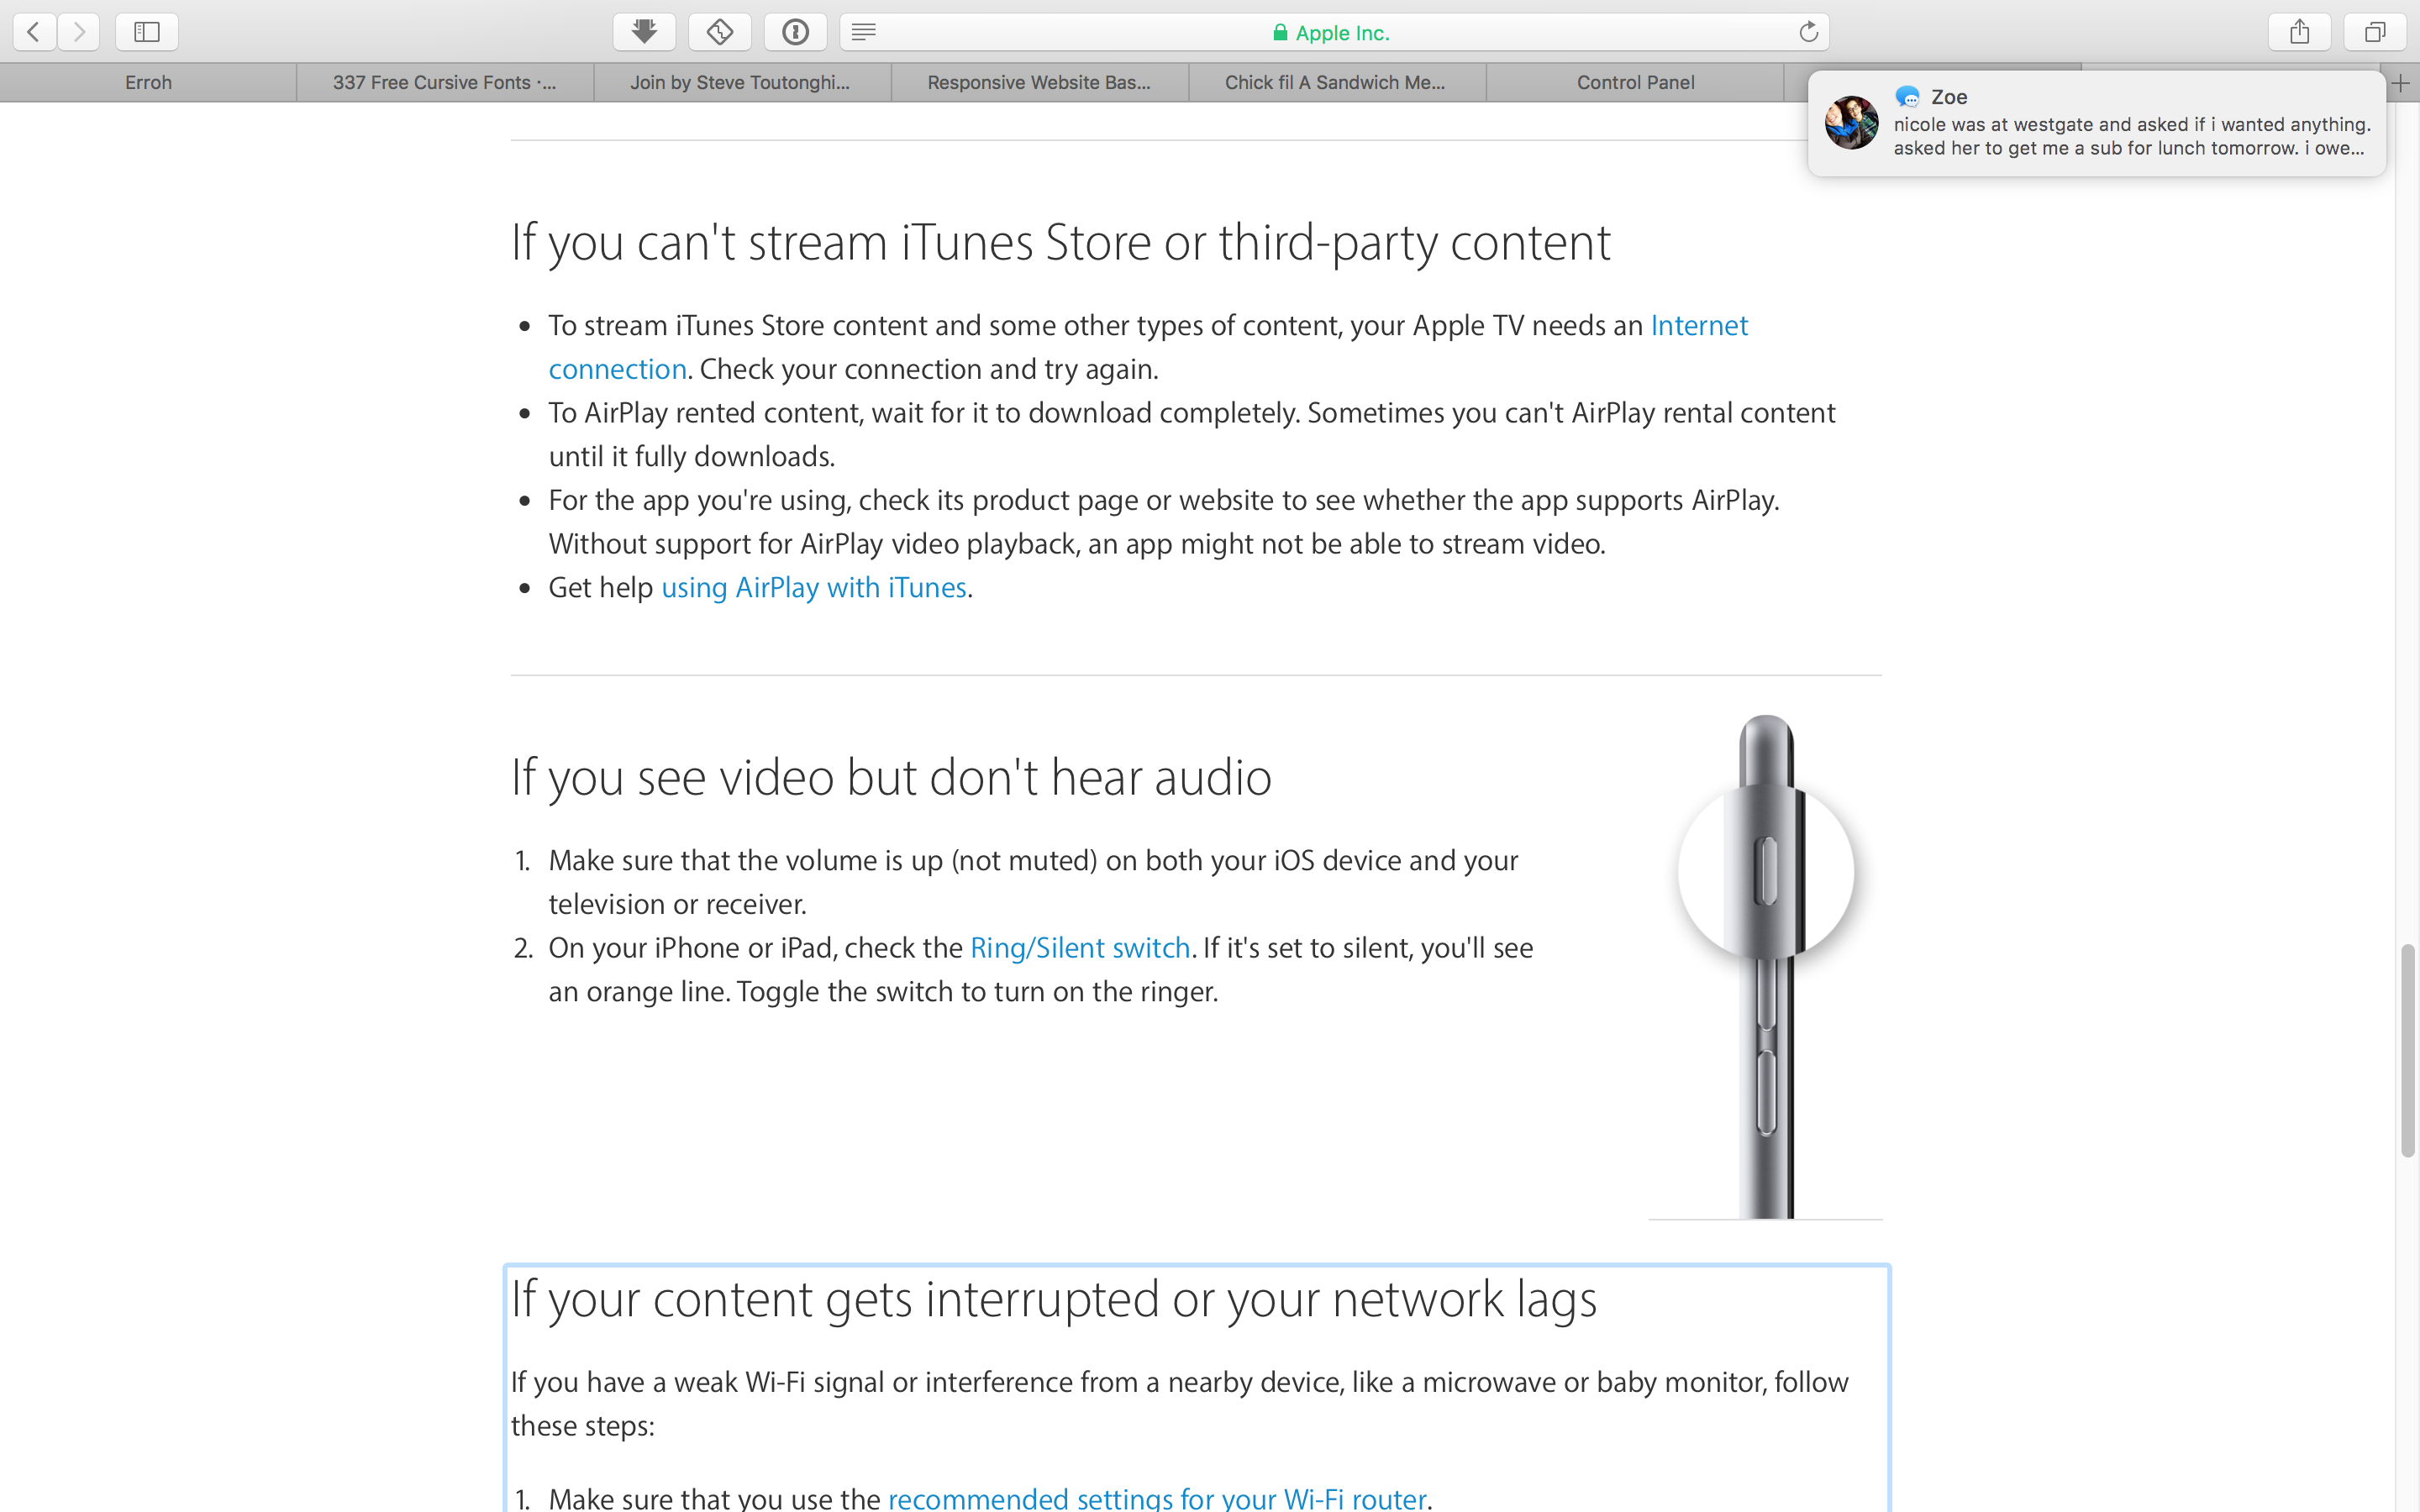 Apple Inc.
Erroh
337 Free Cursive Fonts ·...
Join by Steve Toutonghi...
Responsive Website Bas...
Chick fil A Sandwich Me...
Control Panel
Zoe
nicole was at westgate and asked if i wanted anything.
asked her to get me a sub for lunch tomorrow. i owe...
If you can't stream iTunes Store or third-party content
• To stream iTunes Store content and some other types of content, your Apple TV needs an Internet
connection. Check your connection and try again.
• To AirPlay rented content, wait for it to download completely. Sometimes you can't AirPlay rental content
until it fully downloads.
• For the app you're using, check its product page or website to see whether the app supports AirPlay.
Without support for AirPlay video playback, an app might not be able to stream video.
• Get help using AirPlay with iTunes.
If you see video but don't hear audio
1. Make sure that the volume is up (not muted) on both your iOS device and your
television or receiver.
2. On your iPhone or iPad, check the Ring/Silent switch. If it's set to silent, you'll see
an orange line. Toggle the switch to turn on the ringer.
If your content gets interrupted or your network lags
If you have a weak Wi-Fi signal or interference from a nearby device, like a microwave or baby monitor, follow
these steps:
1. Make sure that you use the recommended settings for your Wi-Fi router.